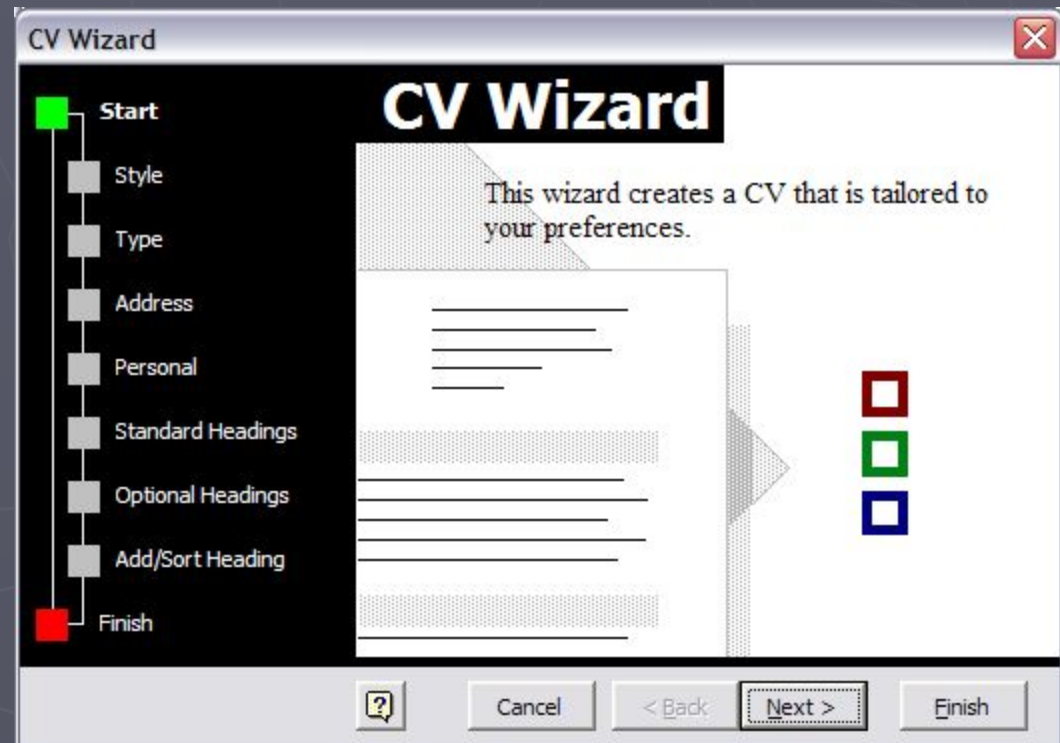 CV Wizard
Start
Style
Type
Address
Personal
Standard Headings
Optional Headings
Add/Sort Heading
Finish
CV Wizard
This wizard creates a CV that is tailored to
your preferences.
?
Cancel
< Back
Next >
Finish